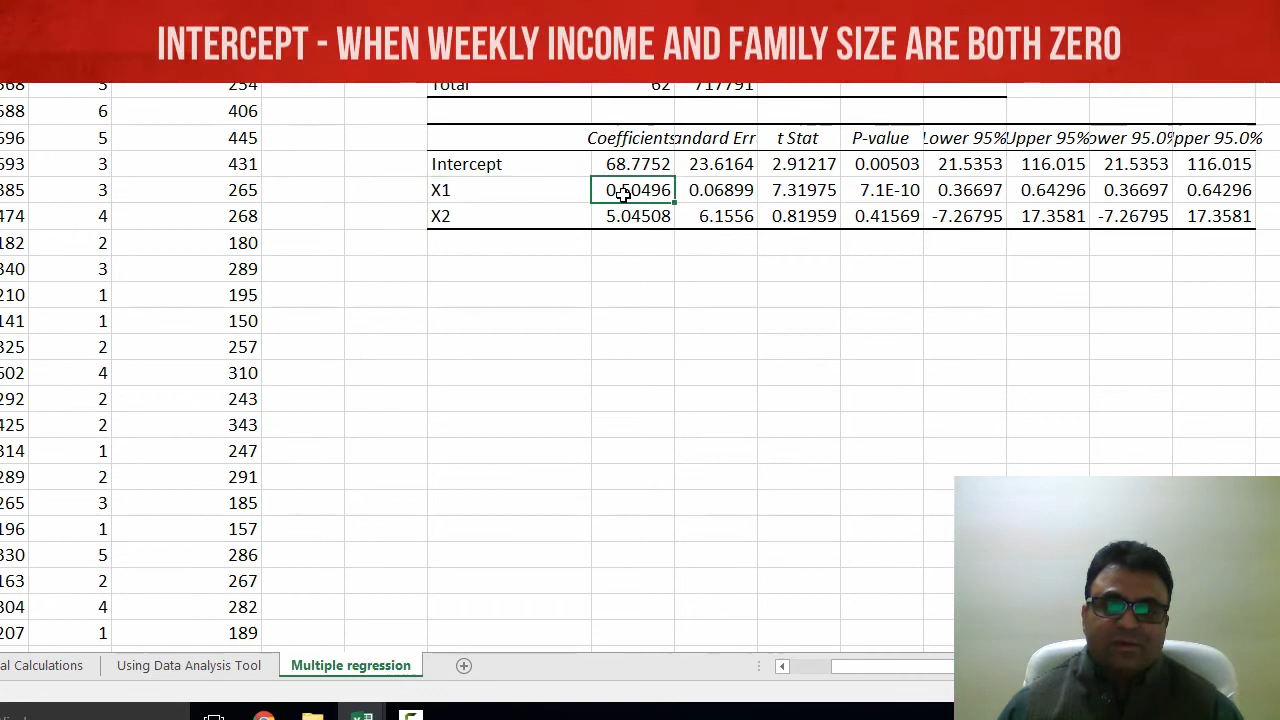 INTERCEPT - WHEN WEEKLY INCOME AND FAMILY SIZE ARE BOTH ZERO
568 3 254 Total 62 717791
588 6 406
696 5 445 Coefficients andard Err t Stat P-value Lower 95% Upper 95% ower 95.0% pper 95.0%
593 3 431 Intercept 68.7752 23.6164 2.91217 0.00503 21.5353 116.015 21.5353 116.015
385 3 265 X1 0.50496 0.06899 7.31975 7.1E-10 0.36697 0.64296 0.36697 0.64296
474 4 268 X2 5.04508 6.1556 0.81959 0.41569 -7.26795 17.3581 -7.26795 17.3581
182 2 180
340 3 289
210 1 195
141 1 150
325 2 257
502 4 310
292 2 243
425 2 343
314 1 247
289 2 291
265 3 185
196 1 157
330 5 286
163 2 267
304 4 282
207 1 189
al Calculations Using Data Analysis Tool Multiple regression